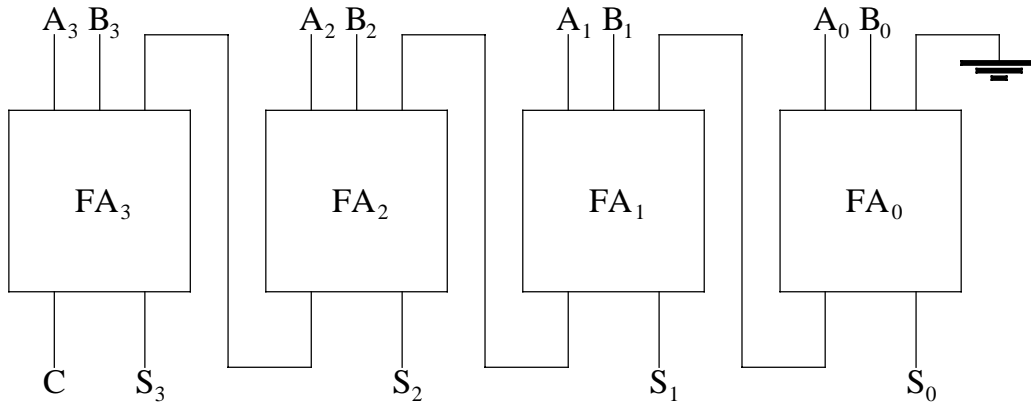 A₃ B₃ A₂ B₂ A₁ B₁ A₀ B₀
FA₃ FA₂ FA₁ FA₀
C S₃ S₂ S₁ S₀